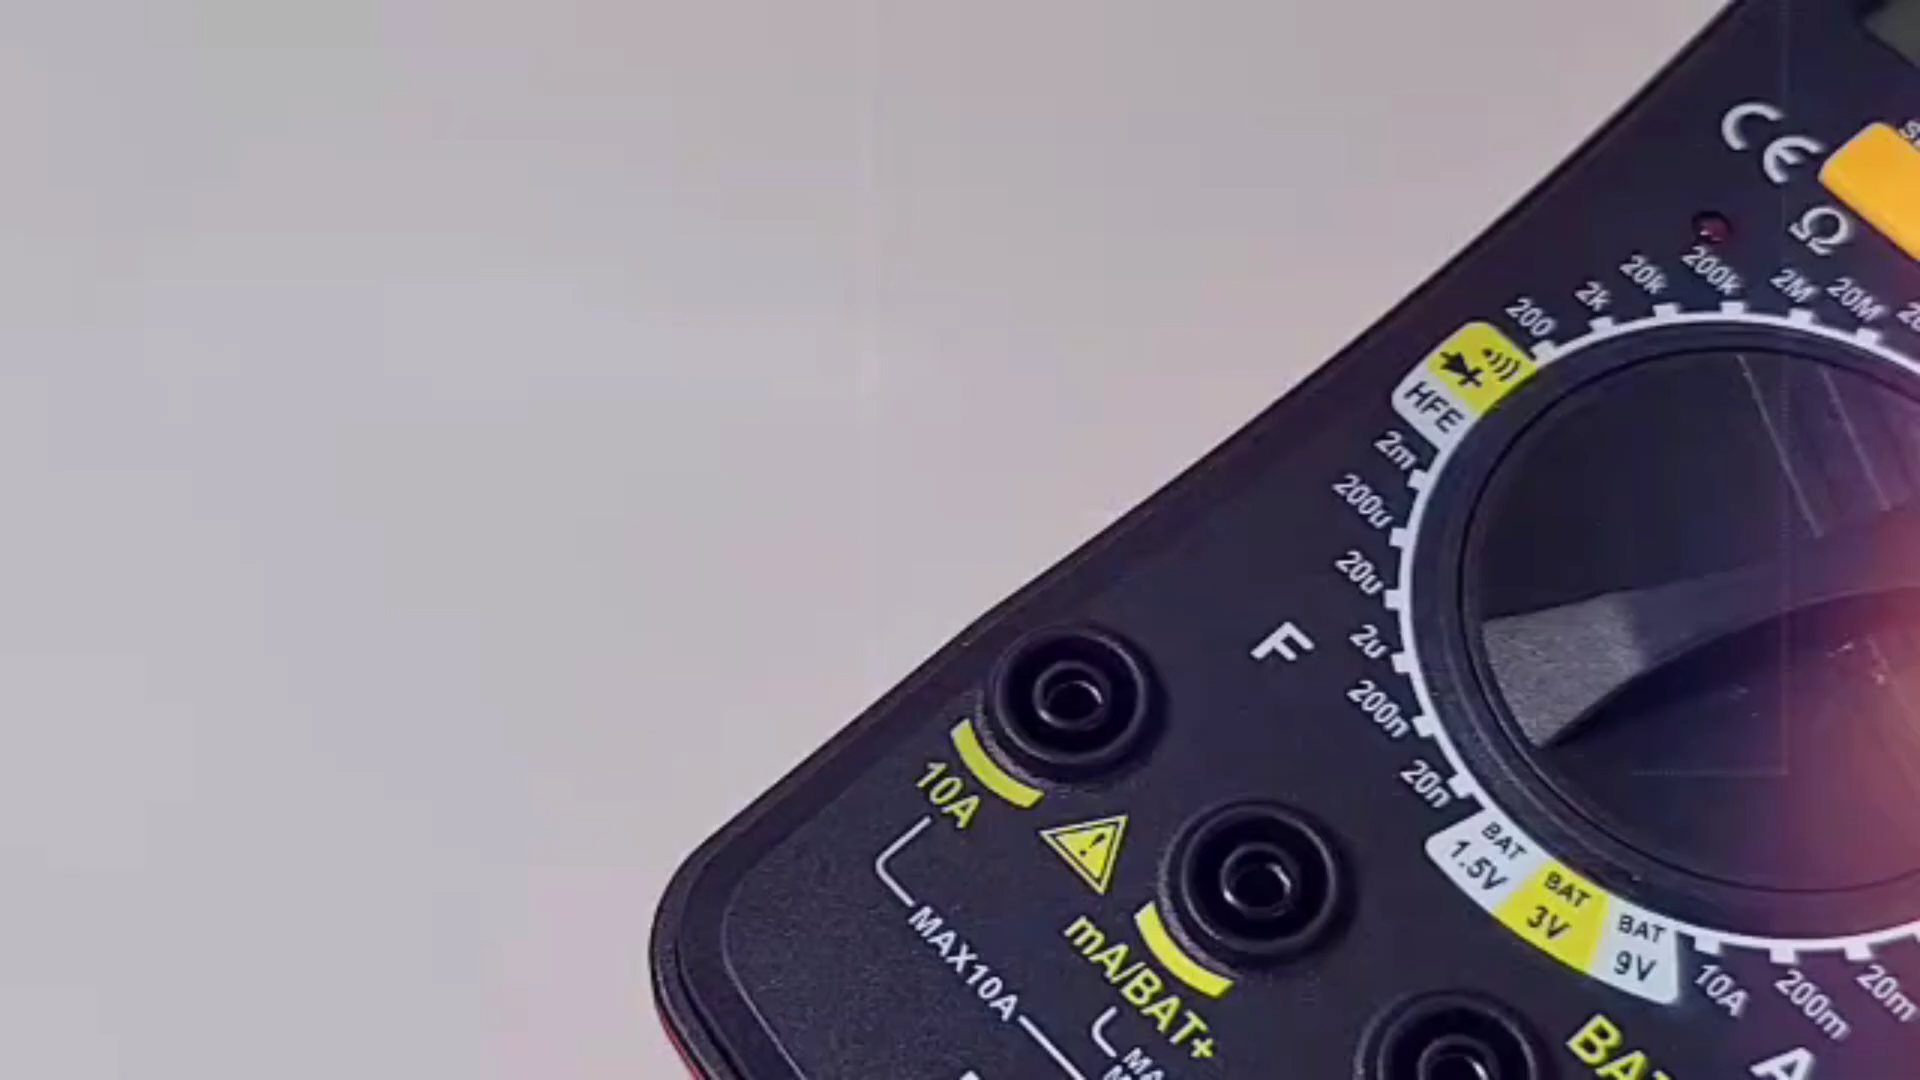 CE
Ω
200
2k
20k
200k
2M
20M
HFE
2m
200u
20u
2u
200n
20n
F
BAT
1.5V
BAT
3V
BAT
9V
10A
200m
20m
A
10A
MAX10A
mA/BAT+